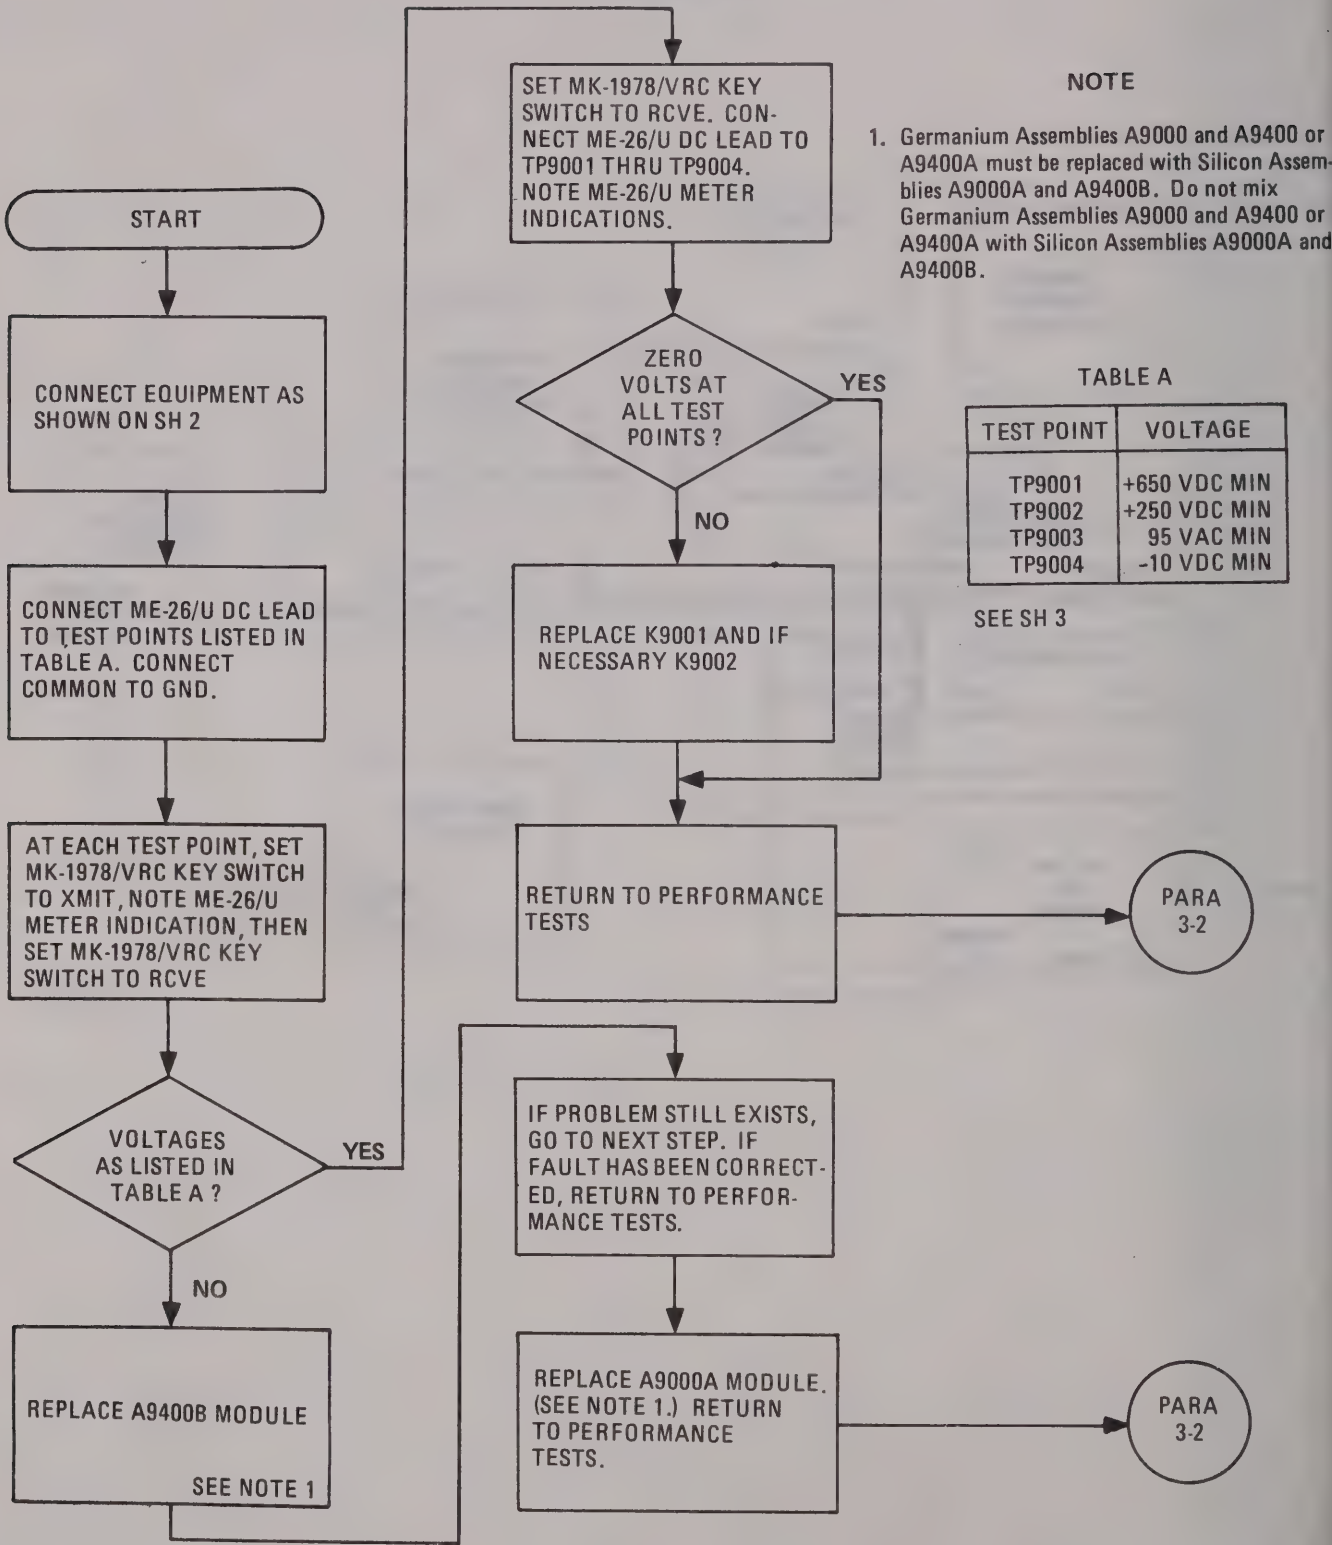 START
CONNECT EQUIPMENT AS
SHOWN ON SH 2
CONNECT ME-26/U DC LEAD
TO TEST POINTS LISTED IN
TABLE A. CONNECT
COMMON TO GND.
AT EACH TEST POINT, SET
MK-1978/VRC KEY SWITCH
TO XMIT, NOTE ME-26/U
METER INDICATION, THEN
SET MK-1978/VRC KEY
SWITCH TO RCVE
VOLTAGES
AS LISTED IN
TABLE A ?
YES
NO
REPLACE A9400B MODULE
SEE NOTE 1
SET MK-1978/VRC KEY
SWITCH TO RCVE. CON-
NECT ME-26/U DC LEAD TO
TP9001 THRU TP9004.
NOTE ME-26/U METER
INDICATIONS.
ZERO
VOLTS AT
ALL TEST
POINTS ?
YES
NO
REPLACE K9001 AND IF
NECESSARY K9002
RETURN TO PERFORMANCE
TESTS
PARA
3-2
IF PROBLEM STILL EXISTS,
GO TO NEXT STEP. IF
FAULT HAS BEEN CORRECT-
ED, RETURN TO PERFOR-
MANCE TESTS.
REPLACE A9000A MODULE.
(SEE NOTE 1.) RETURN
TO PERFORMANCE
TESTS.
PARA
3-2
NOTE
1. Germanium Assemblies A9000 and A9400 or
A9400A must be replaced with Silicon Assem-
blies A9000A and A9400B. Do not mix
Germanium Assemblies A9000 and A9400 or
A9400A with Silicon Assemblies A9000A and
A9400B.
TABLE A
TEST POINT VOLTAGE
TP9001 +650 VDC MIN
TP9002 +250 VDC MIN
TP9003 95 VAC MIN
TP9004 -10 VDC MIN
SEE SH 3